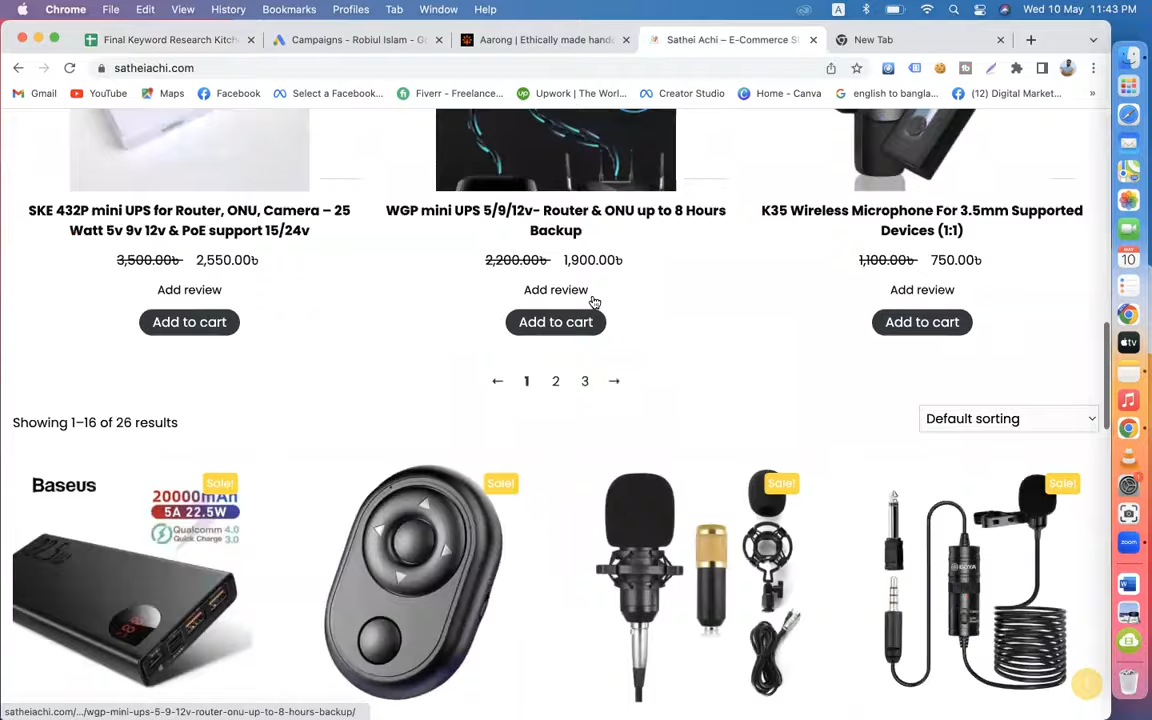 Chrome File Edit View History Bookmarks Profiles Tab Window Help A Wed 10 May 11:43 PM
Final Keyword Research Kitch Campaigns - Robiul Islam - G Aarong | Ethically made hand Sathei Achi – E-Commerce S New Tab
satheiachi.com
Gmail YouTube Maps Facebook Select a Facebook... Fiverr - Freelance... Upwork | The Worl... Creator Studio Home - Canva english to bangla... (12) Digital Market... »
SKE 432P mini UPS for Router, ONU, Camera – 25
Watt 5v 9v 12v & PoE support 15/24v
3,500.00৳ 2,550.00৳
Add review
Add to cart
WGP mini UPS 5/9/12v- Router & ONU up to 8 Hours
Backup
2,200.00৳ 1,900.00৳
Add review
Add to cart
K35 Wireless Microphone For 3.5mm Supported
Devices (1:1)
1,100.00৳ 750.00৳
Add review
Add to cart
← 1 2 3 →
Showing 1–16 of 26 results
Default sorting
Baseus
Sale!
20000mAh
5A 22.5W
Qualcomm 4.0
Quick Charge 3.0
Sale!
Sale!
Sale!
BOYA
MAY
10
tv
zoom
satheiachi.com/.../wgp-mini-ups-5-9-12v-router-onu-up-to-8-hours-backup/